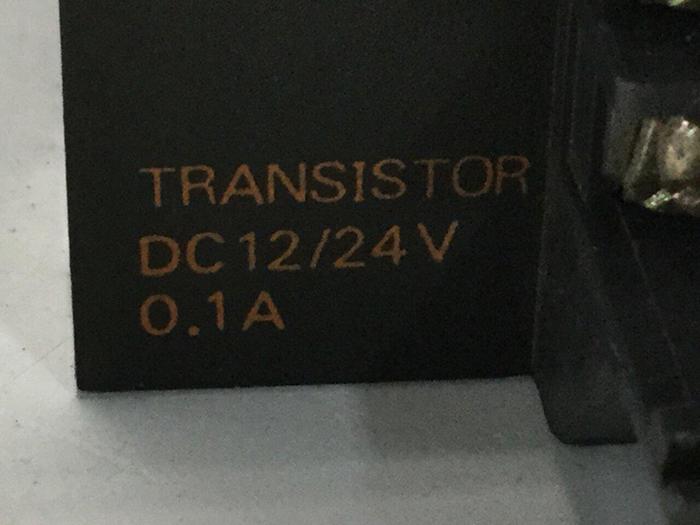 TRANSISTOR
DC12/24V
0.1A